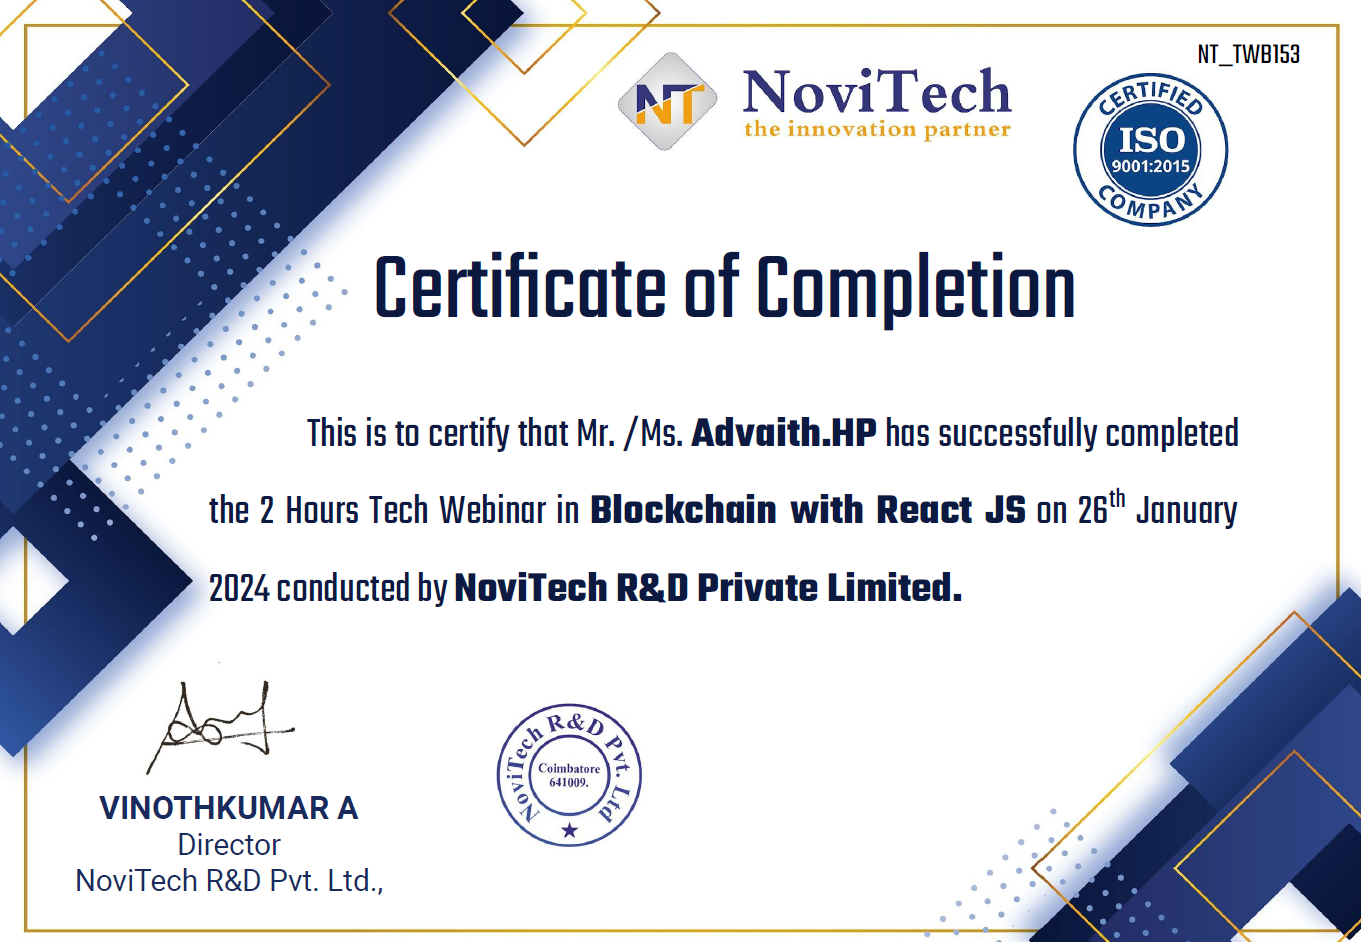 NT_TWB153
NT
NoviTech
the innovation partner
CERTIFIED
ISO
9001:2015
COMPANY
Certificate of Completion
This is to certify that Mr. /Ms. Advaith.HP has successfully completed
the 2 Hours Tech Webinar in Blockchain with React JS on 26th January
2024 conducted by NoviTech R&D Private Limited.
NoviTech R&D Pvt. Ltd
Coimbatore
641009.
VINOTHKUMAR A
Director
NoviTech R&D Pvt. Ltd.,